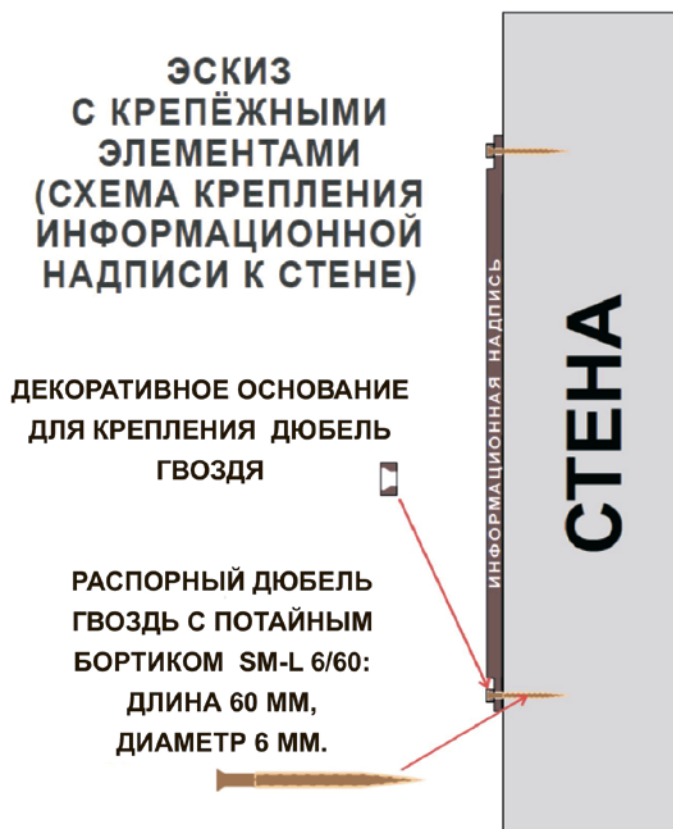 ЭСКИЗ
С КРЕПЁЖНЫМИ
ЭЛЕМЕНТАМИ
(СХЕМА КРЕПЛЕНИЯ
ИНФОРМАЦИОННОЙ
НАДПИСИ К СТЕНЕ)
ДЕКОРАТИВНОЕ ОСНОВАНИЕ
ДЛЯ КРЕПЛЕНИЯ ДЮБЕЛЬ
ГВОЗДЯ
РАСПОРНЫЙ ДЮБЕЛЬ
ГВОЗДЬ С ПОТАЙНЫМ
БОРТИКОМ SM-L 6/60:
ДЛИНА 60 ММ,
ДИАМЕТР 6 ММ.
ИНФОРМАЦИОННАЯ НАДПИСЬ
СТЕНА